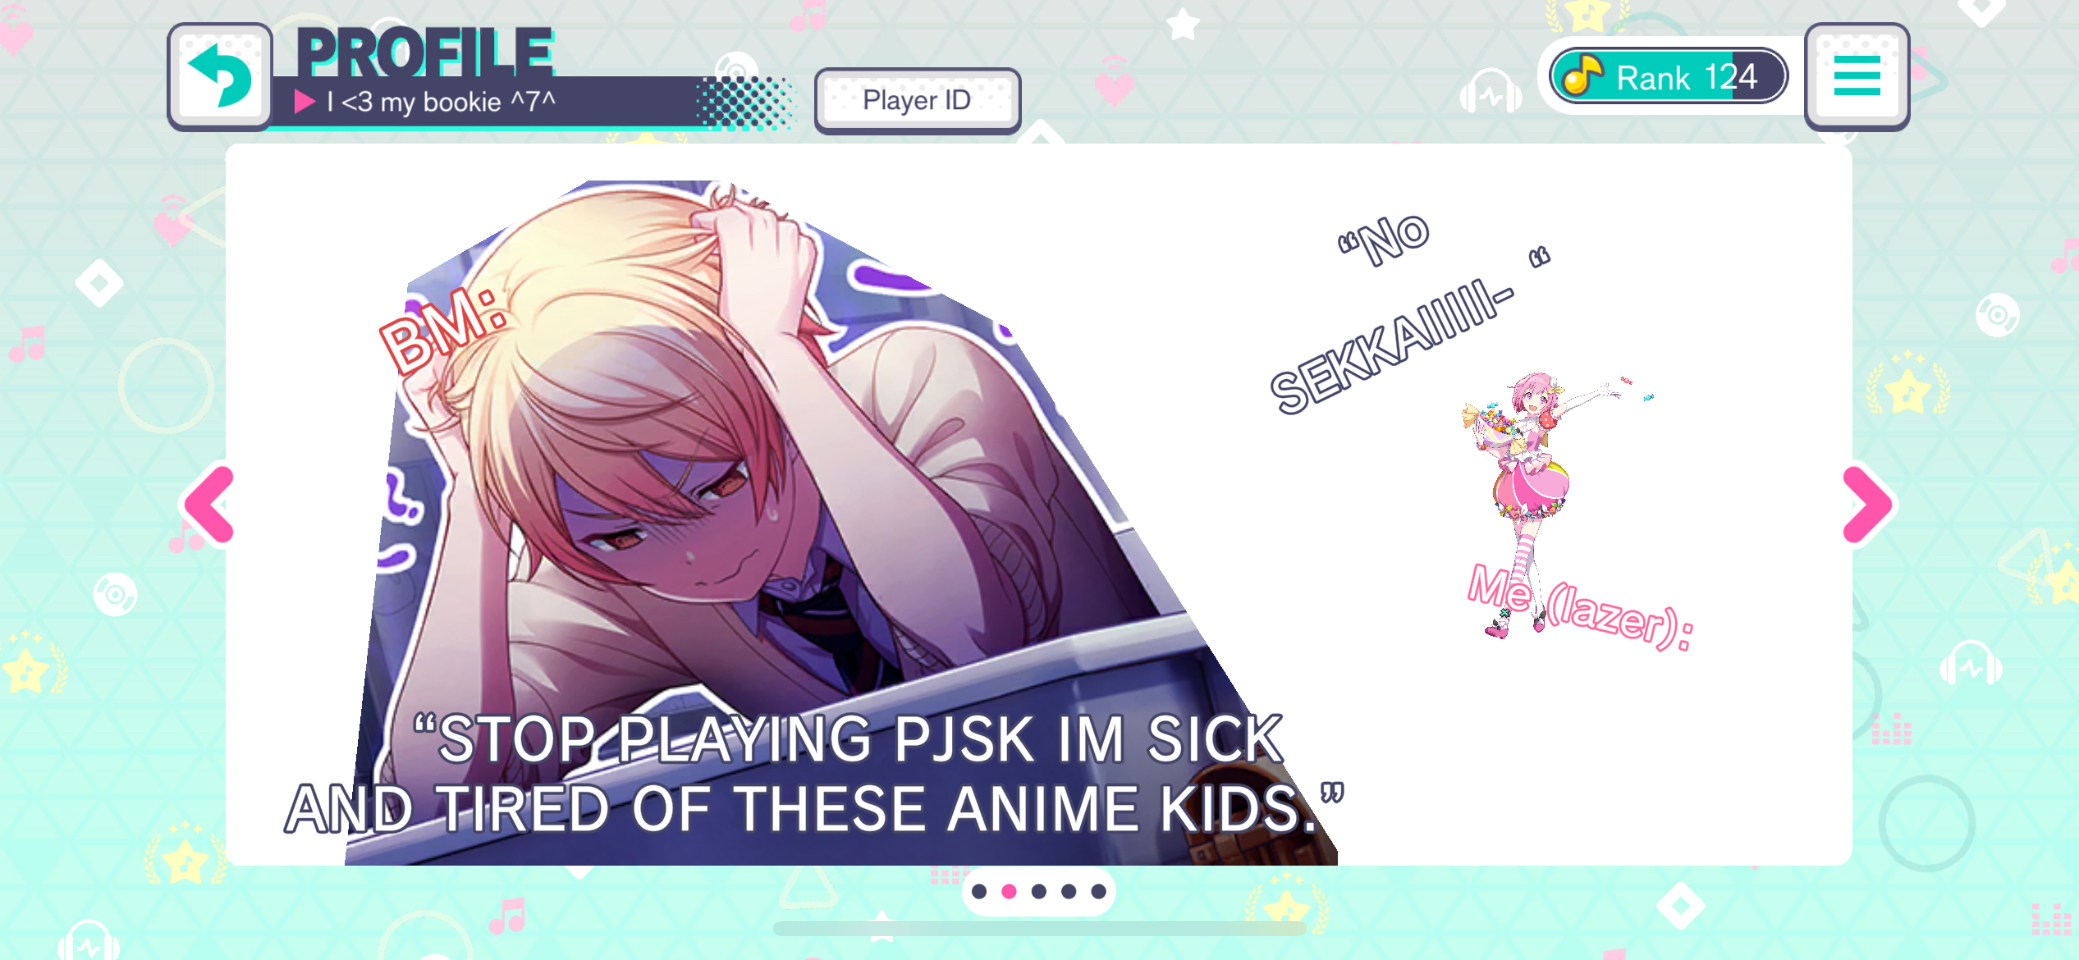 PROFILE
I <3 my bookie ^7^
Player ID
Rank 124
BM:
“No
SEKKAIIIIII- “
Me (lazer):
“STOP PLAYING PJSK IM SICK
AND TIRED OF THESE ANIME KIDS.”